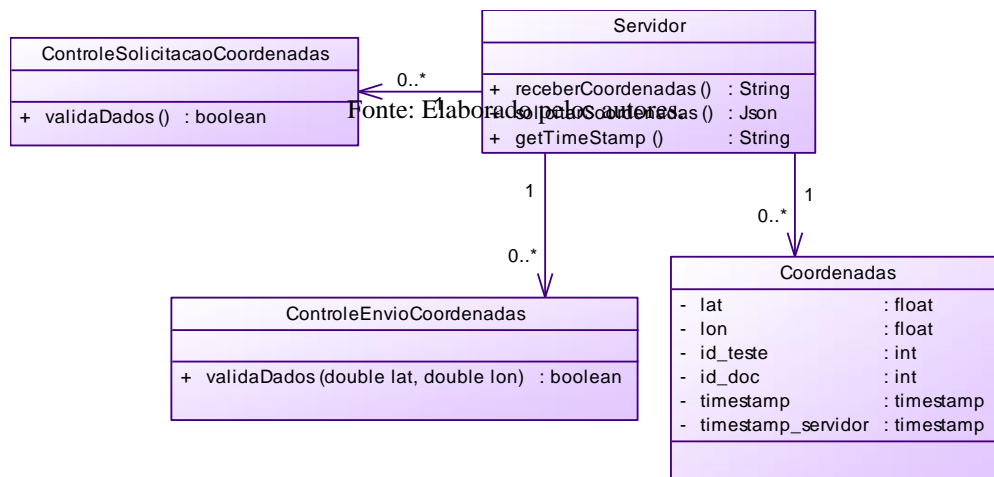 Servidor
ControleSolicitacaoCoordenadas
+ validaDados () : boolean
0..*
1
+ receberCoordenadas () : String
+ solicitarCoordenadas () : Json
+ getTimeStamp () : String
Fonte: Elaborado pelos autores.
1
0..*
1
0..*
ControleEnvioCoordenadas
+ validaDados (double lat, double lon) : boolean
Coordenadas
- lat : float
- lon : float
- id_teste : int
- id_doc : int
- timestamp : timestamp
- timestamp_servidor : timestamp